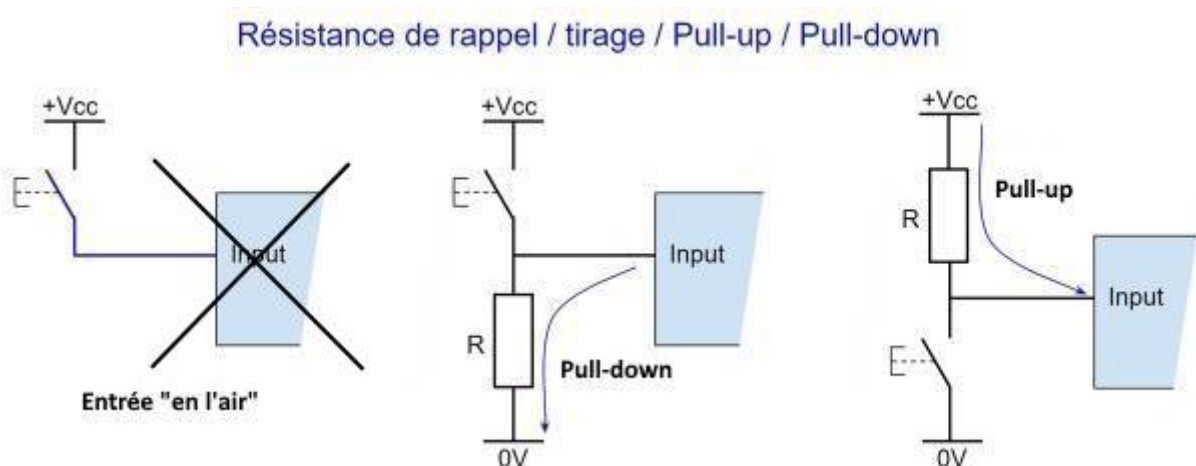 Résistance de rappel / tirage / Pull-up / Pull-down
+Vcc
Input
Entrée "en l'air"
+Vcc
Input
R
Pull-down
0V
+Vcc
R
Pull-up
Input
0V